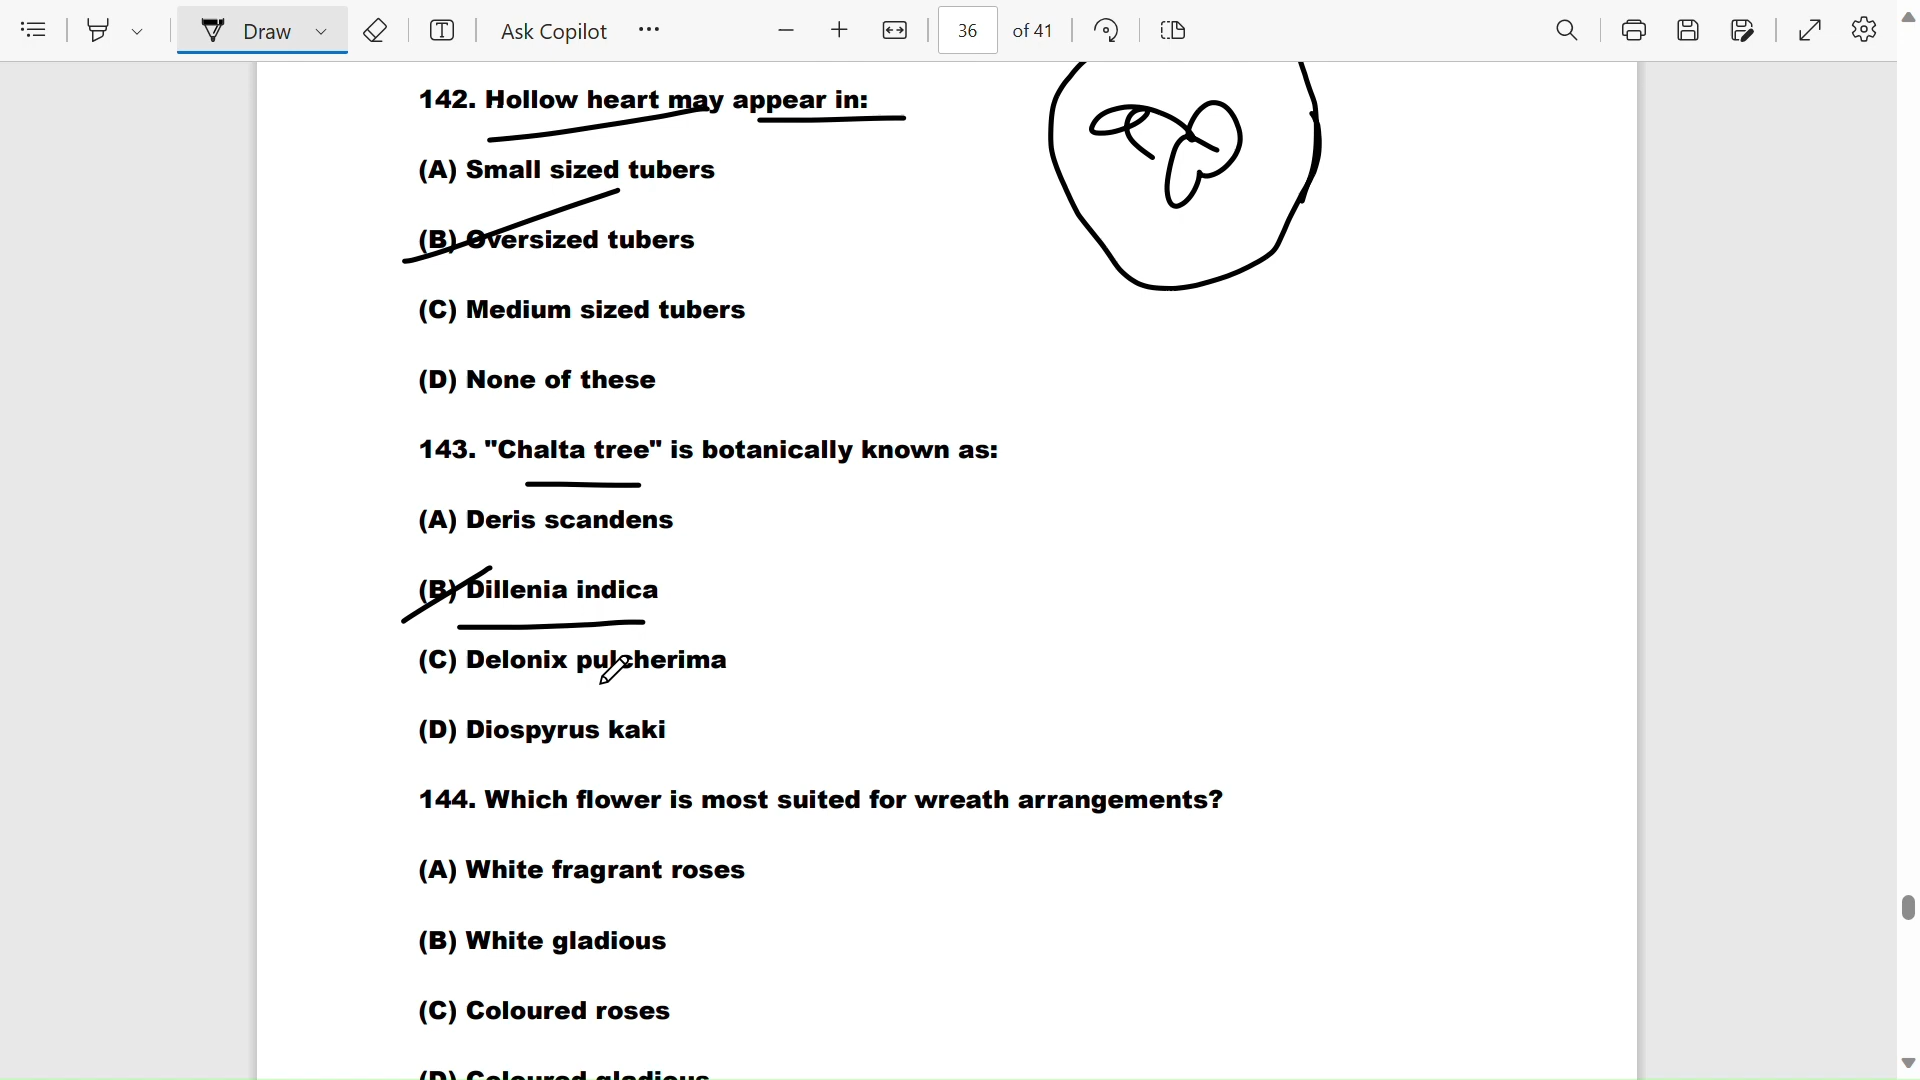 Draw
Ask Copilot
36 of 41
142. Hollow heart may appear in:
(A) Small sized tubers
(B) Oversized tubers
(C) Medium sized tubers
(D) None of these
143. "Chalta tree" is botanically known as:
(A) Deris scandens
(B) Dillenia indica
(C) Delonix pulcherima
(D) Diospyrus kaki
144. Which flower is most suited for wreath arrangements?
(A) White fragrant roses
(B) White gladious
(C) Coloured roses
(D) Coloured gladious